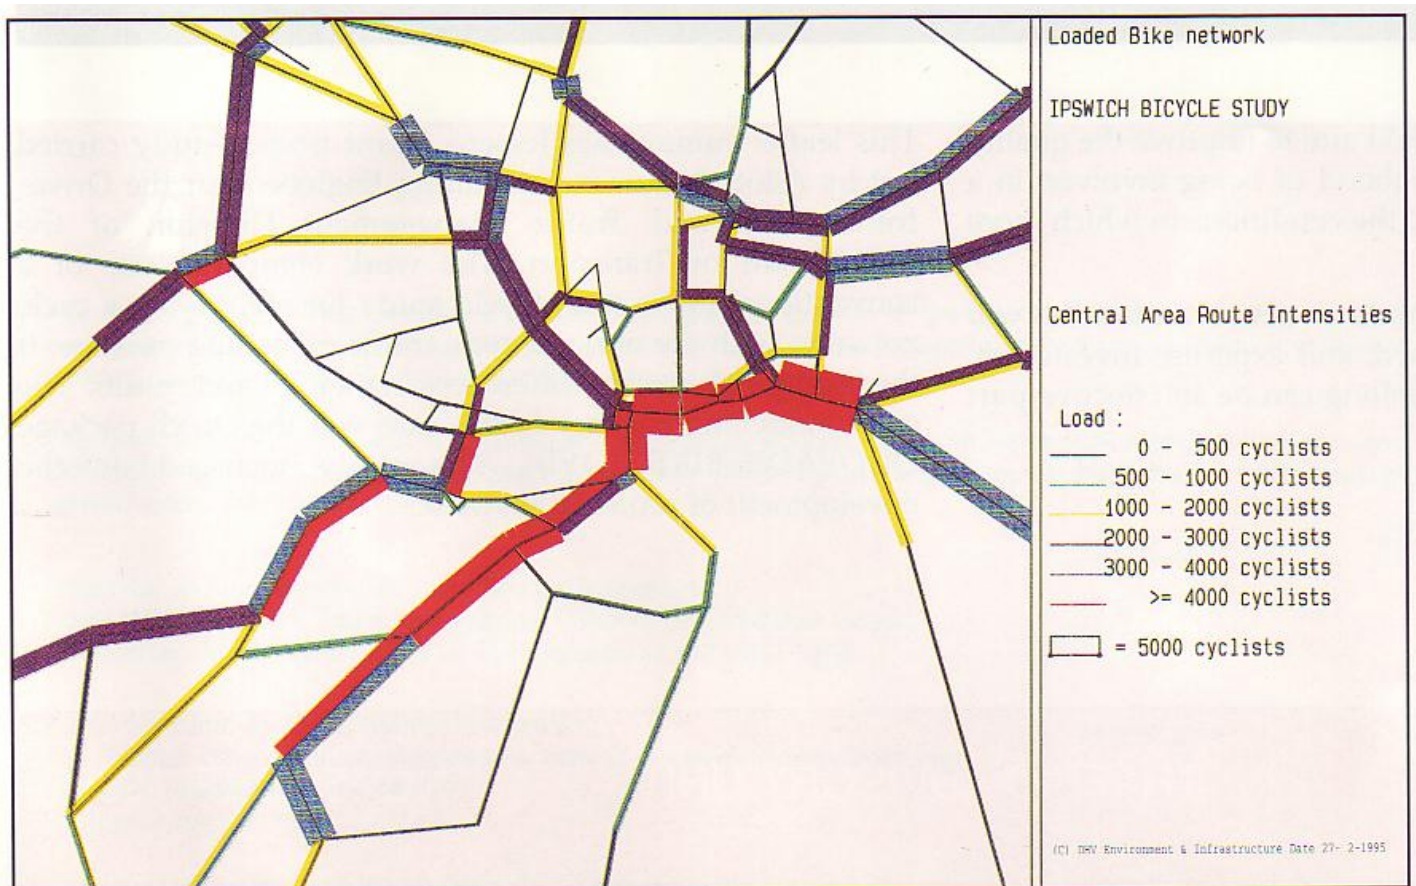 Loaded Bike network
IPSWICH BICYCLE STUDY
Central Area Route Intensities
Load :
0 - 500 cyclists
500 - 1000 cyclists
1000 - 2000 cyclists
2000 - 3000 cyclists
3000 - 4000 cyclists
>= 4000 cyclists
= 5000 cyclists
(C) DHV Environment & Infrastructure Date 27- 2-1995